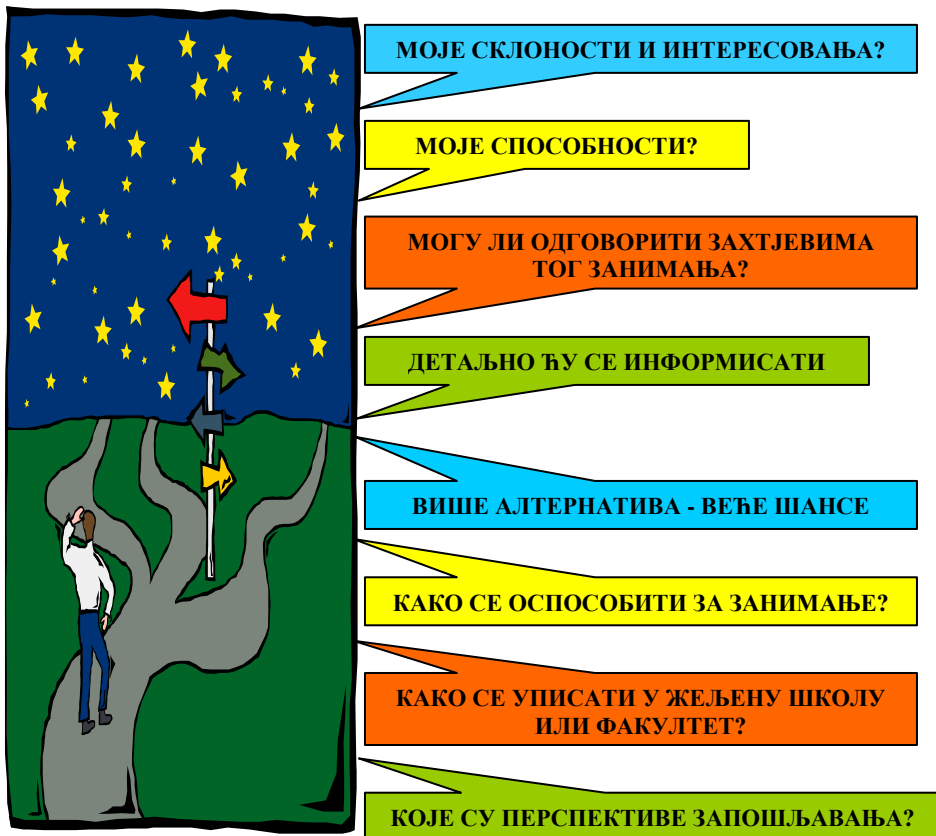 МОЈЕ СКЛОНОСТИ И ИНТЕРЕСОВАЊА?
МОЈЕ СПОСОБНОСТИ?
МОГУ ЛИ ОДГОВОРИТИ ЗАХТЈЕВИМА
ТОГ ЗАНИМАЊА?
ДЕТАЉНО ЋУ СЕ ИНФОРМИСАТИ
ВИШЕ АЛТЕРНАТИВА - ВЕЋЕ ШАНСЕ
КАКО СЕ ОСПОСОБИТИ ЗА ЗАНИМАЊЕ?
КАКО СЕ УПИСАТИ У ЖЕЉЕНУ ШКОЛУ
ИЛИ ФАКУЛТЕТ?
КОЈЕ СУ ПЕРСПЕКТИВЕ ЗАПОШЉАВАЊА?